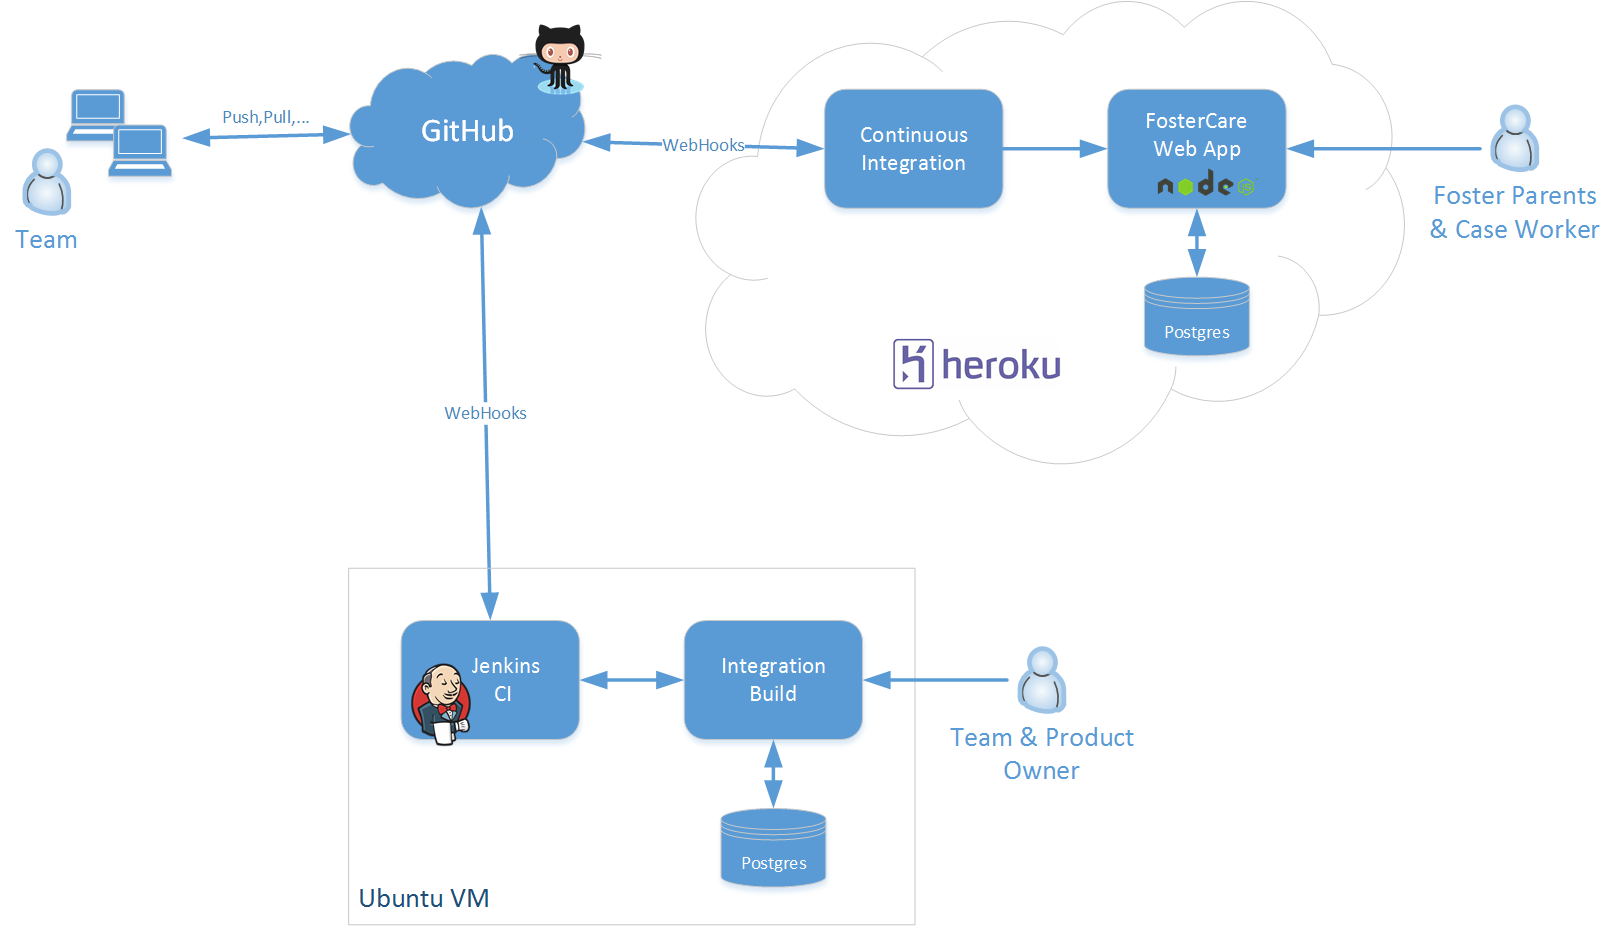 Push,Pull,...
Team
GitHub
WebHooks
Continuous
Integration
FosterCare
Web App
node
JS
Foster Parents
& Case Worker
Postgres
heroku
WebHooks
Jenkins
CI
Integration
Build
Team & Product
Owner
Postgres
Ubuntu VM